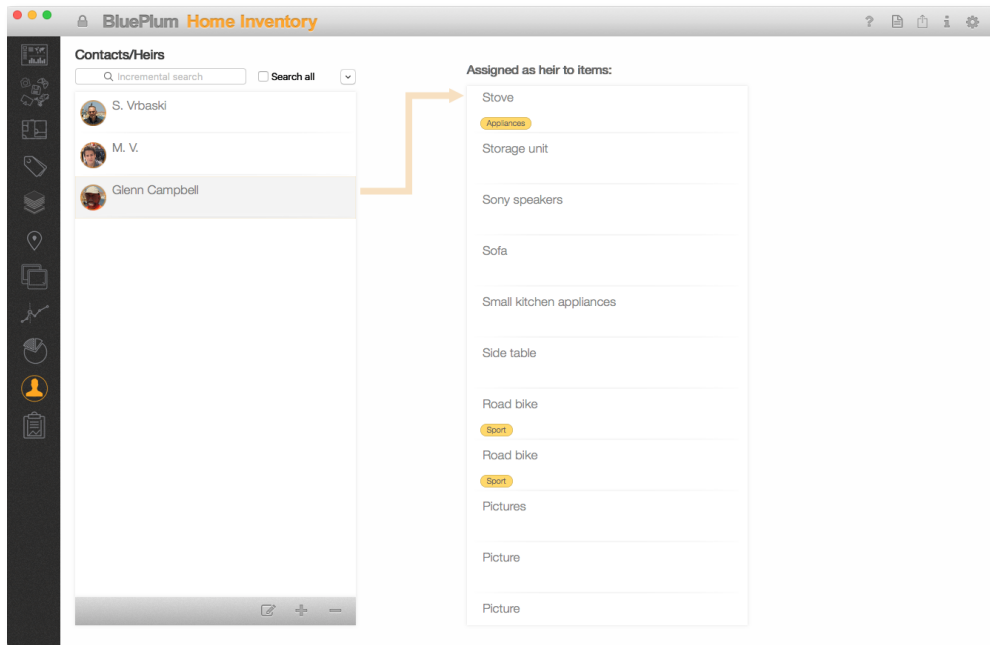 BluePlum Home Inventory
Contacts/Heirs
Incremental search
Search all
S. Vrbaski
M. V.
Glenn Campbell
Assigned as heir to items:
Stove
Appliances
Storage unit
Sony speakers
Sofa
Small kitchen appliances
Side table
Road bike
Sport
Road bike
Sport
Pictures
Picture
Picture